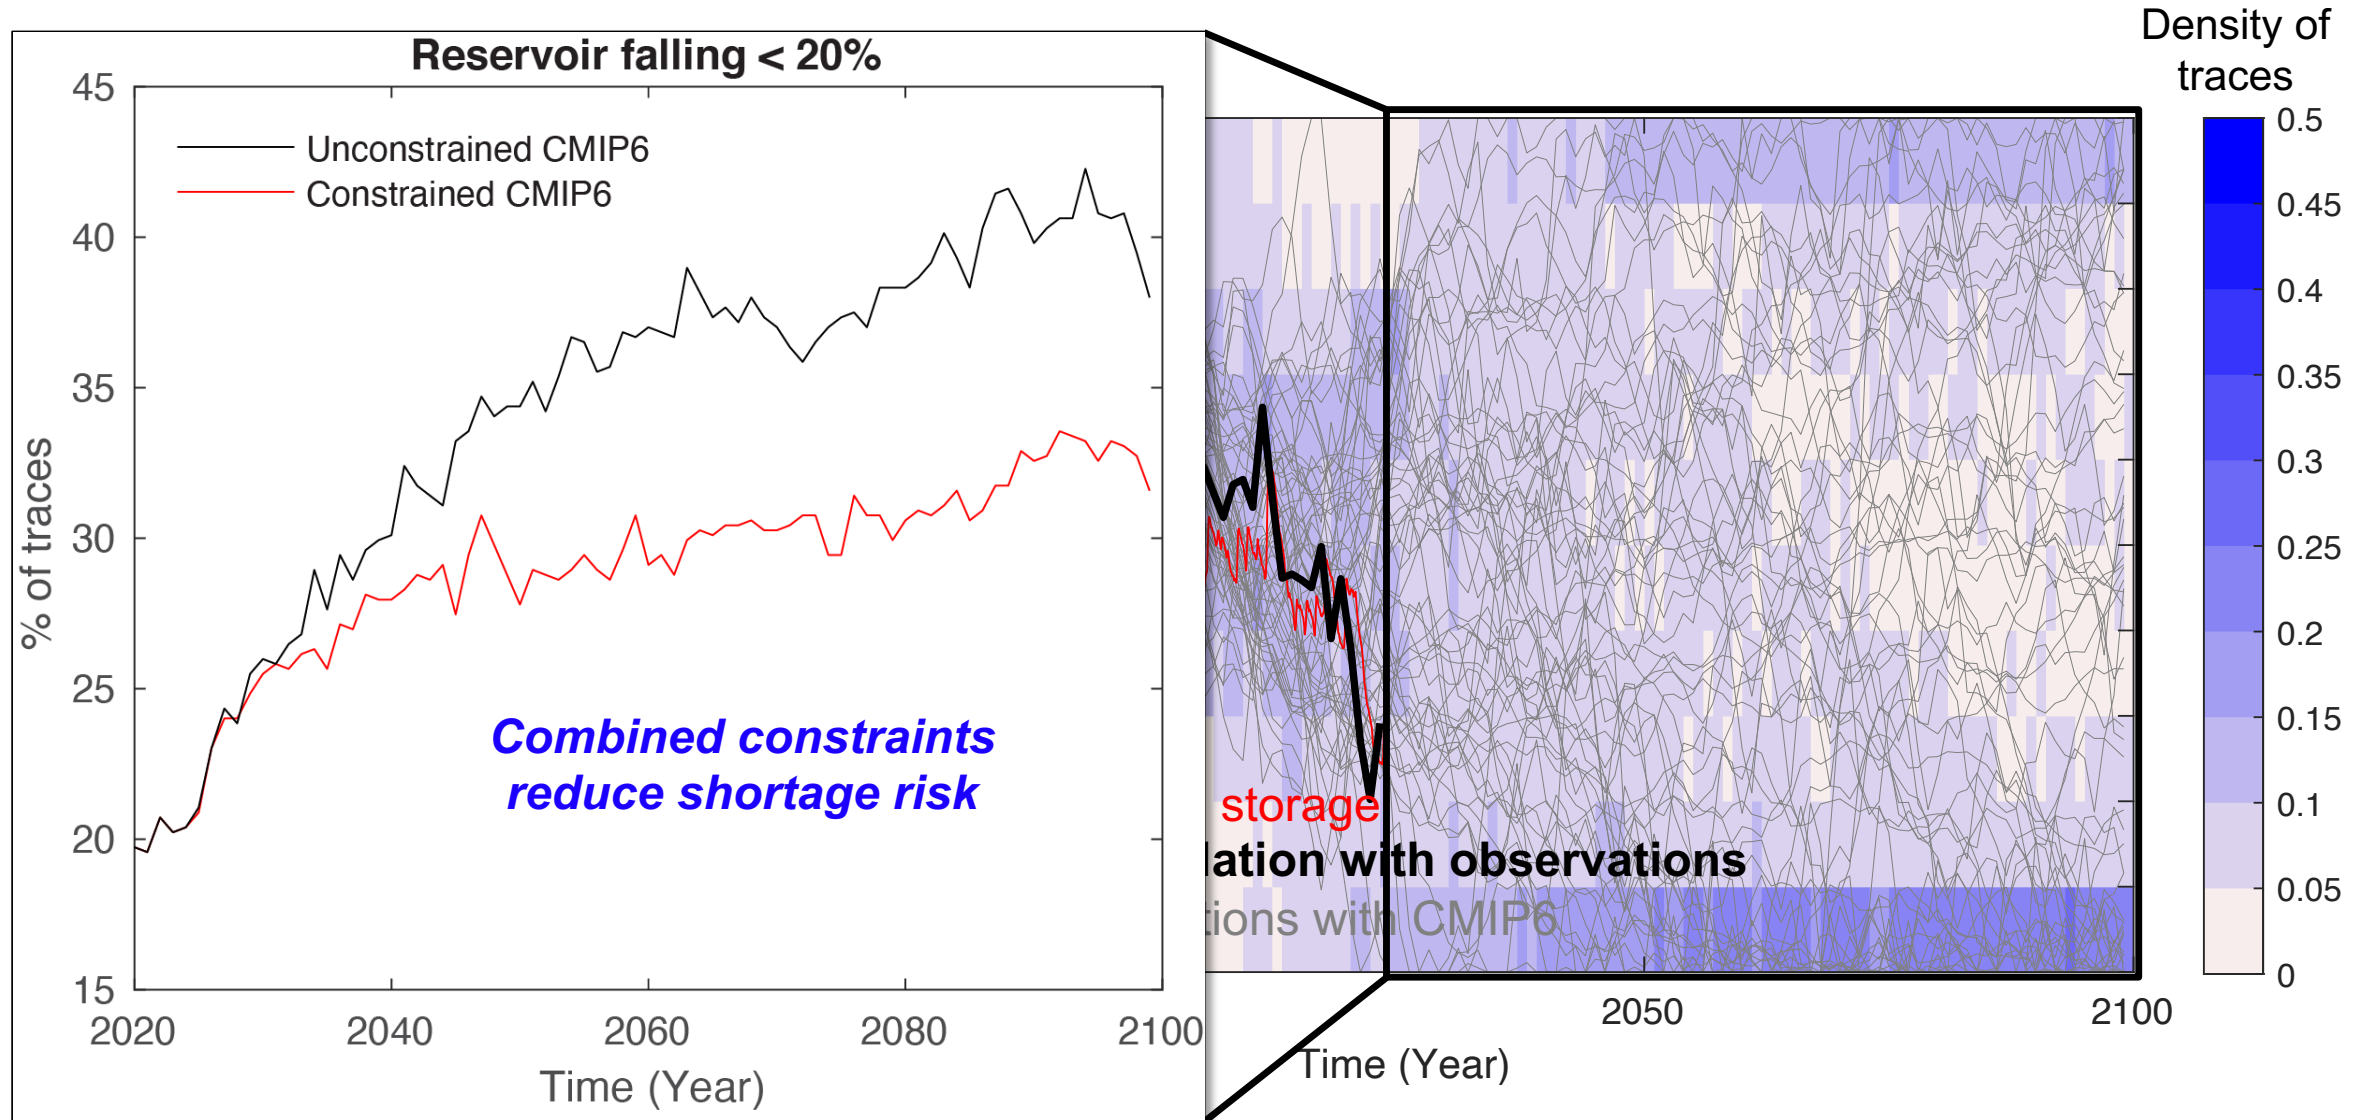 Reservoir falling < 20%
45
40
35
30
25
20
15
% of traces
Unconstrained CMIP6
Constrained CMIP6
Combined constraints
reduce shortage risk
2020
2040
2060
2080
2100
Time (Year)
storage
lation with observations
tions with CMIP6
2050
2100
Time (Year)
Density of
traces
0.5
0.45
0.4
0.35
0.3
0.25
0.2
0.15
0.1
0.05
0